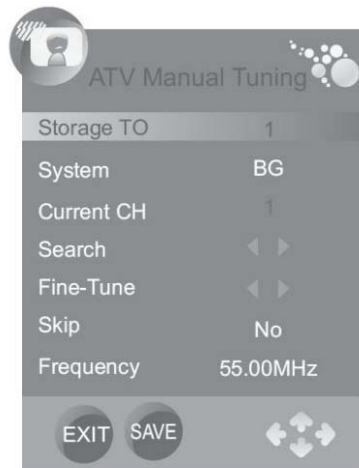 ATV Manual Tuning
Storage TO 1
System BG
Current CH 1
Search
Fine-Tune
Skip No
Frequency 55.00MHz
EXIT SAVE